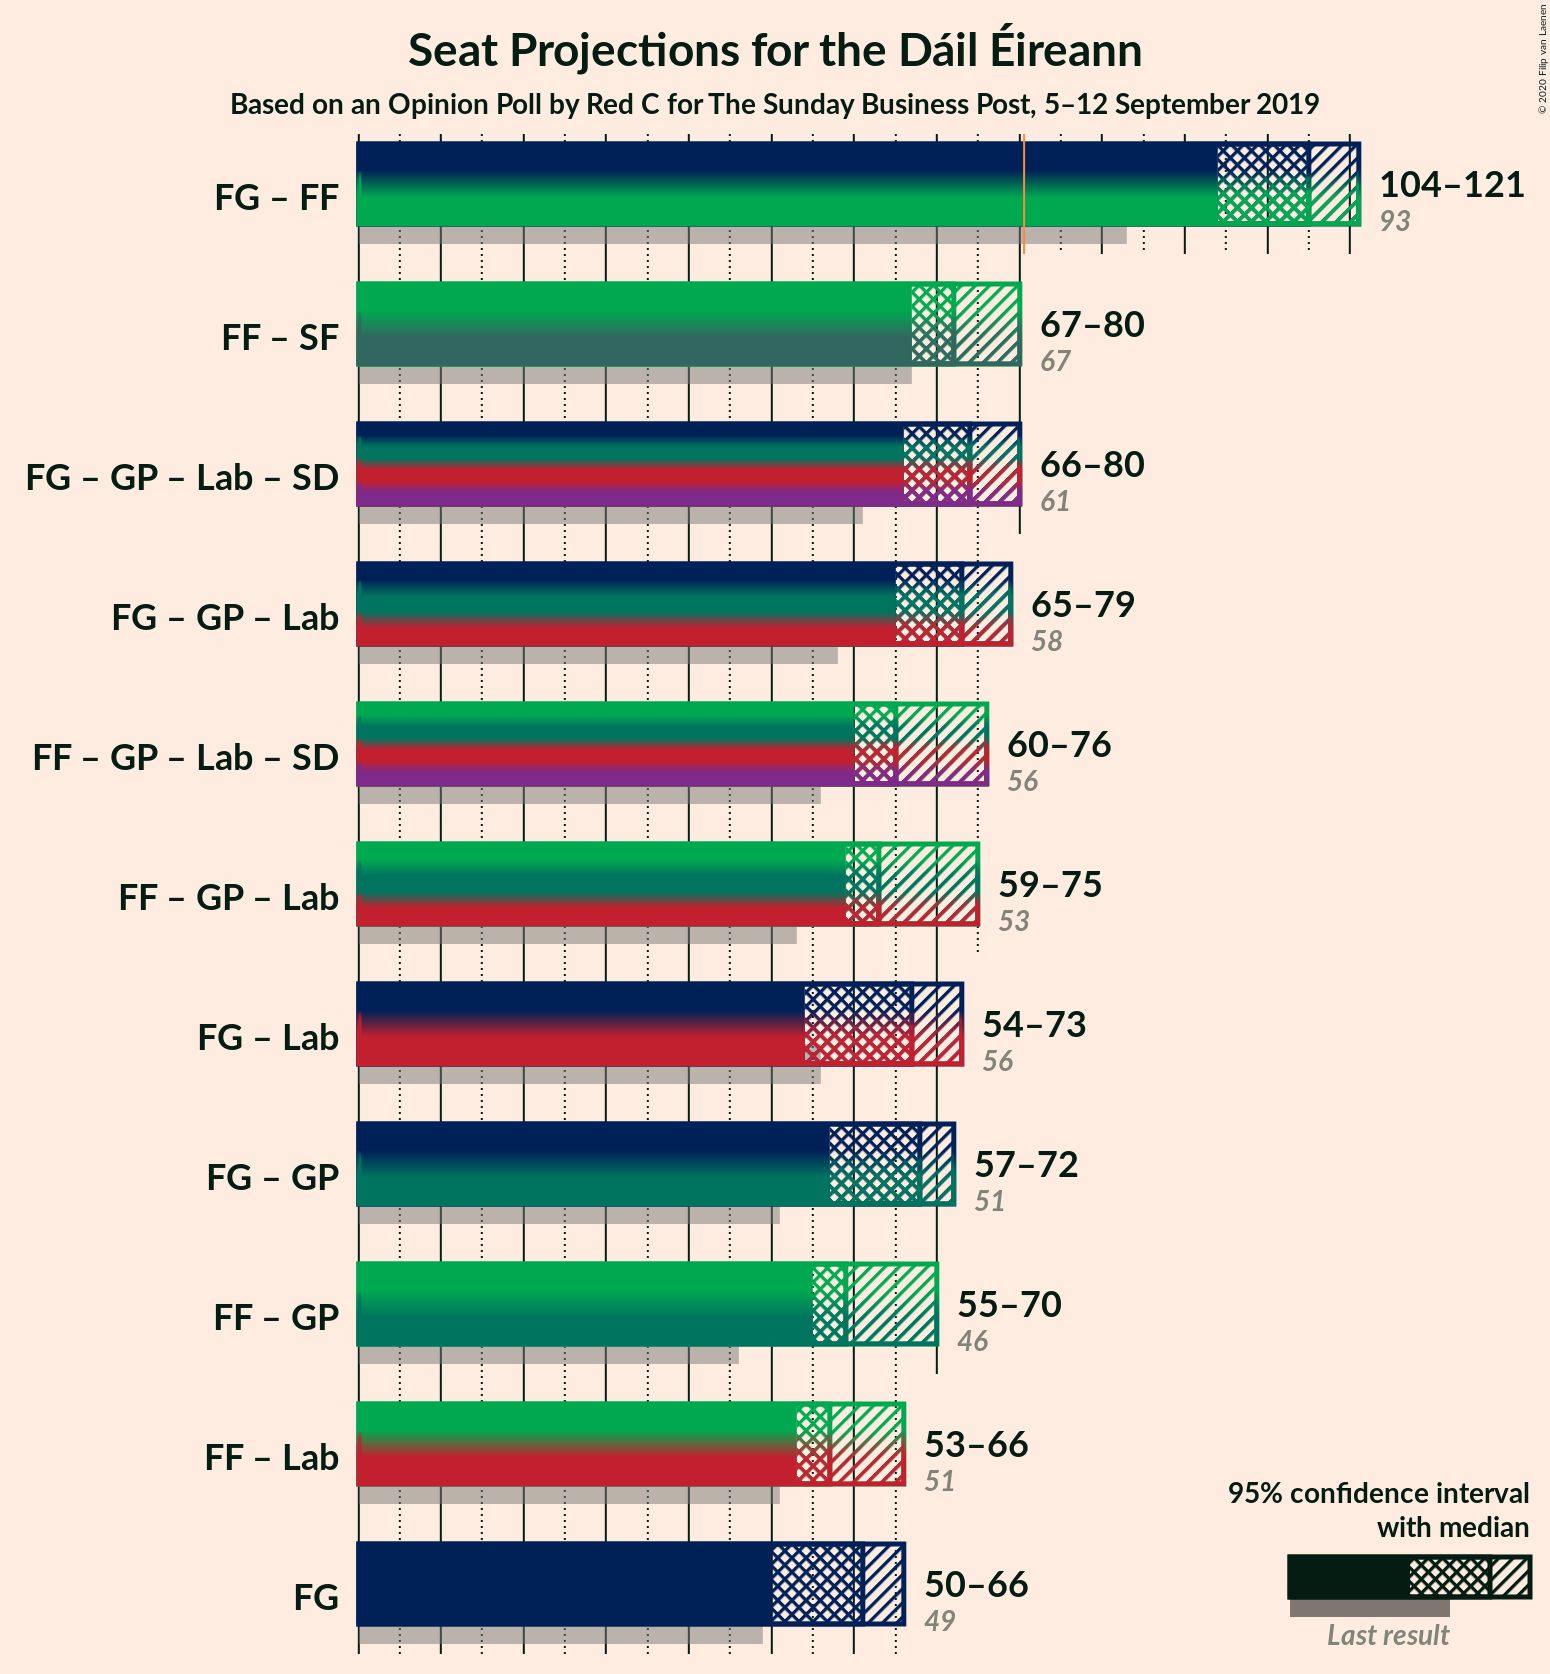 Seat Projections for the Dáil Éireann
Based on an Opinion Poll by Red C for The Sunday Business Post, 5–12 September 2019
© 2020 Filip van Laenen
FG – FF
104–121
93
FF – SF
67–80
67
FG – GP – Lab – SD
66–80
61
FG – GP – Lab
65–79
58
FF – GP – Lab – SD
60–76
56
FF – GP – Lab
59–75
53
FG – Lab
54–73
56
FG – GP
57–72
51
FF – GP
55–70
46
FF – Lab
53–66
51
FG
50–66
49
95% confidence interval
with median
Last result